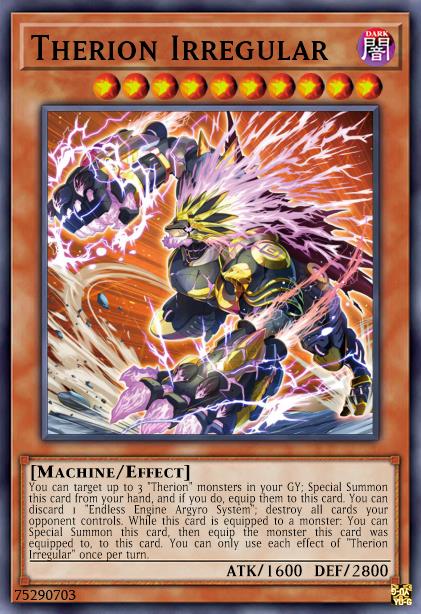 THERION IRREGULAR
DARK
闇
[MACHINE/EFFECT]
You can target up to 3 "Therion" monsters in your GY; Special Summon
this card from your hand, and if you do, equip them to this card. You can
discard 1 "Endless Engine Argyro System"; destroy all cards your
opponent controls. While this card is equipped to a monster: You can
Special Summon this card, then equip the monster this card was
equipped to, to this card. You can only use each effect of "Therion
Irregular" once per turn.
ATK/1600 DEF/2800
75290703